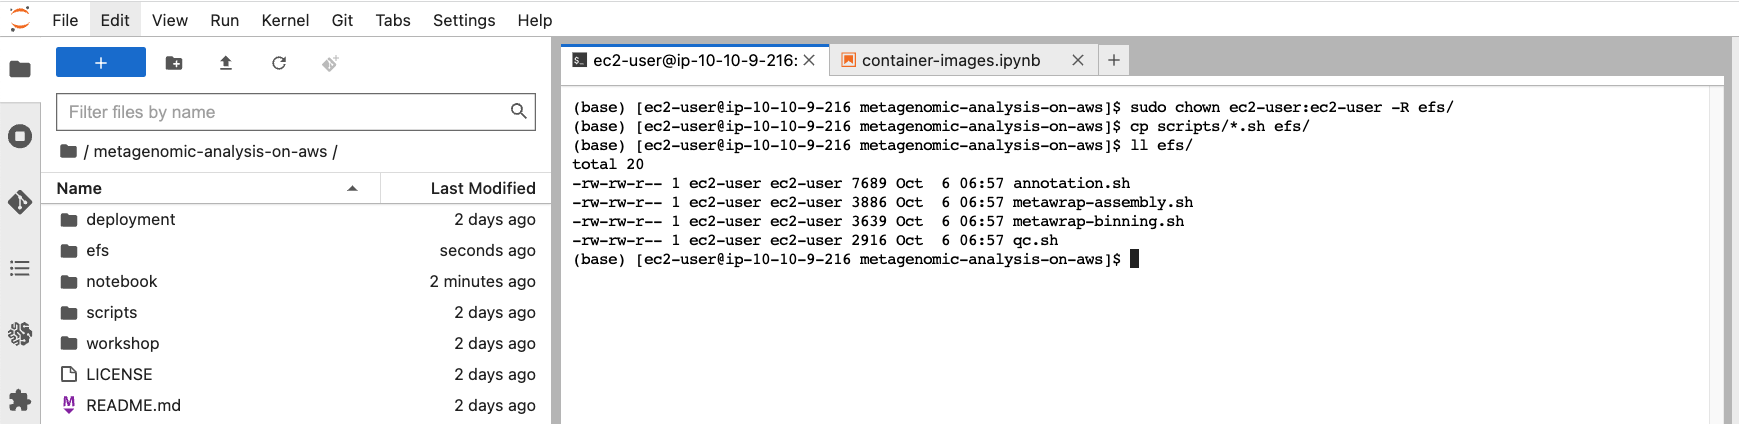 File Edit View Run Kernel Git Tabs Settings Help
+
Filter files by name
/ metagenomic-analysis-on-aws /
Name Last Modified
deployment 2 days ago
efs seconds ago
notebook 2 minutes ago
scripts 2 days ago
workshop 2 days ago
LICENSE 2 days ago
README.md 2 days ago
ec2-user@ip-10-10-9-216: container-images.ipynb +
(base) [ec2-user@ip-10-10-9-216 metagenomic-analysis-on-aws]$ sudo chown ec2-user:ec2-user -R efs/
(base) [ec2-user@ip-10-10-9-216 metagenomic-analysis-on-aws]$ cp scripts/*.sh efs/
(base) [ec2-user@ip-10-10-9-216 metagenomic-analysis-on-aws]$ ll efs/
total 20
-rw-rw-r-- 1 ec2-user ec2-user 7689 Oct  6 06:57 annotation.sh
-rw-rw-r-- 1 ec2-user ec2-user 3886 Oct  6 06:57 metawrap-assembly.sh
-rw-rw-r-- 1 ec2-user ec2-user 3639 Oct  6 06:57 metawrap-binning.sh
-rw-rw-r-- 1 ec2-user ec2-user 2916 Oct  6 06:57 qc.sh
(base) [ec2-user@ip-10-10-9-216 metagenomic-analysis-on-aws]$